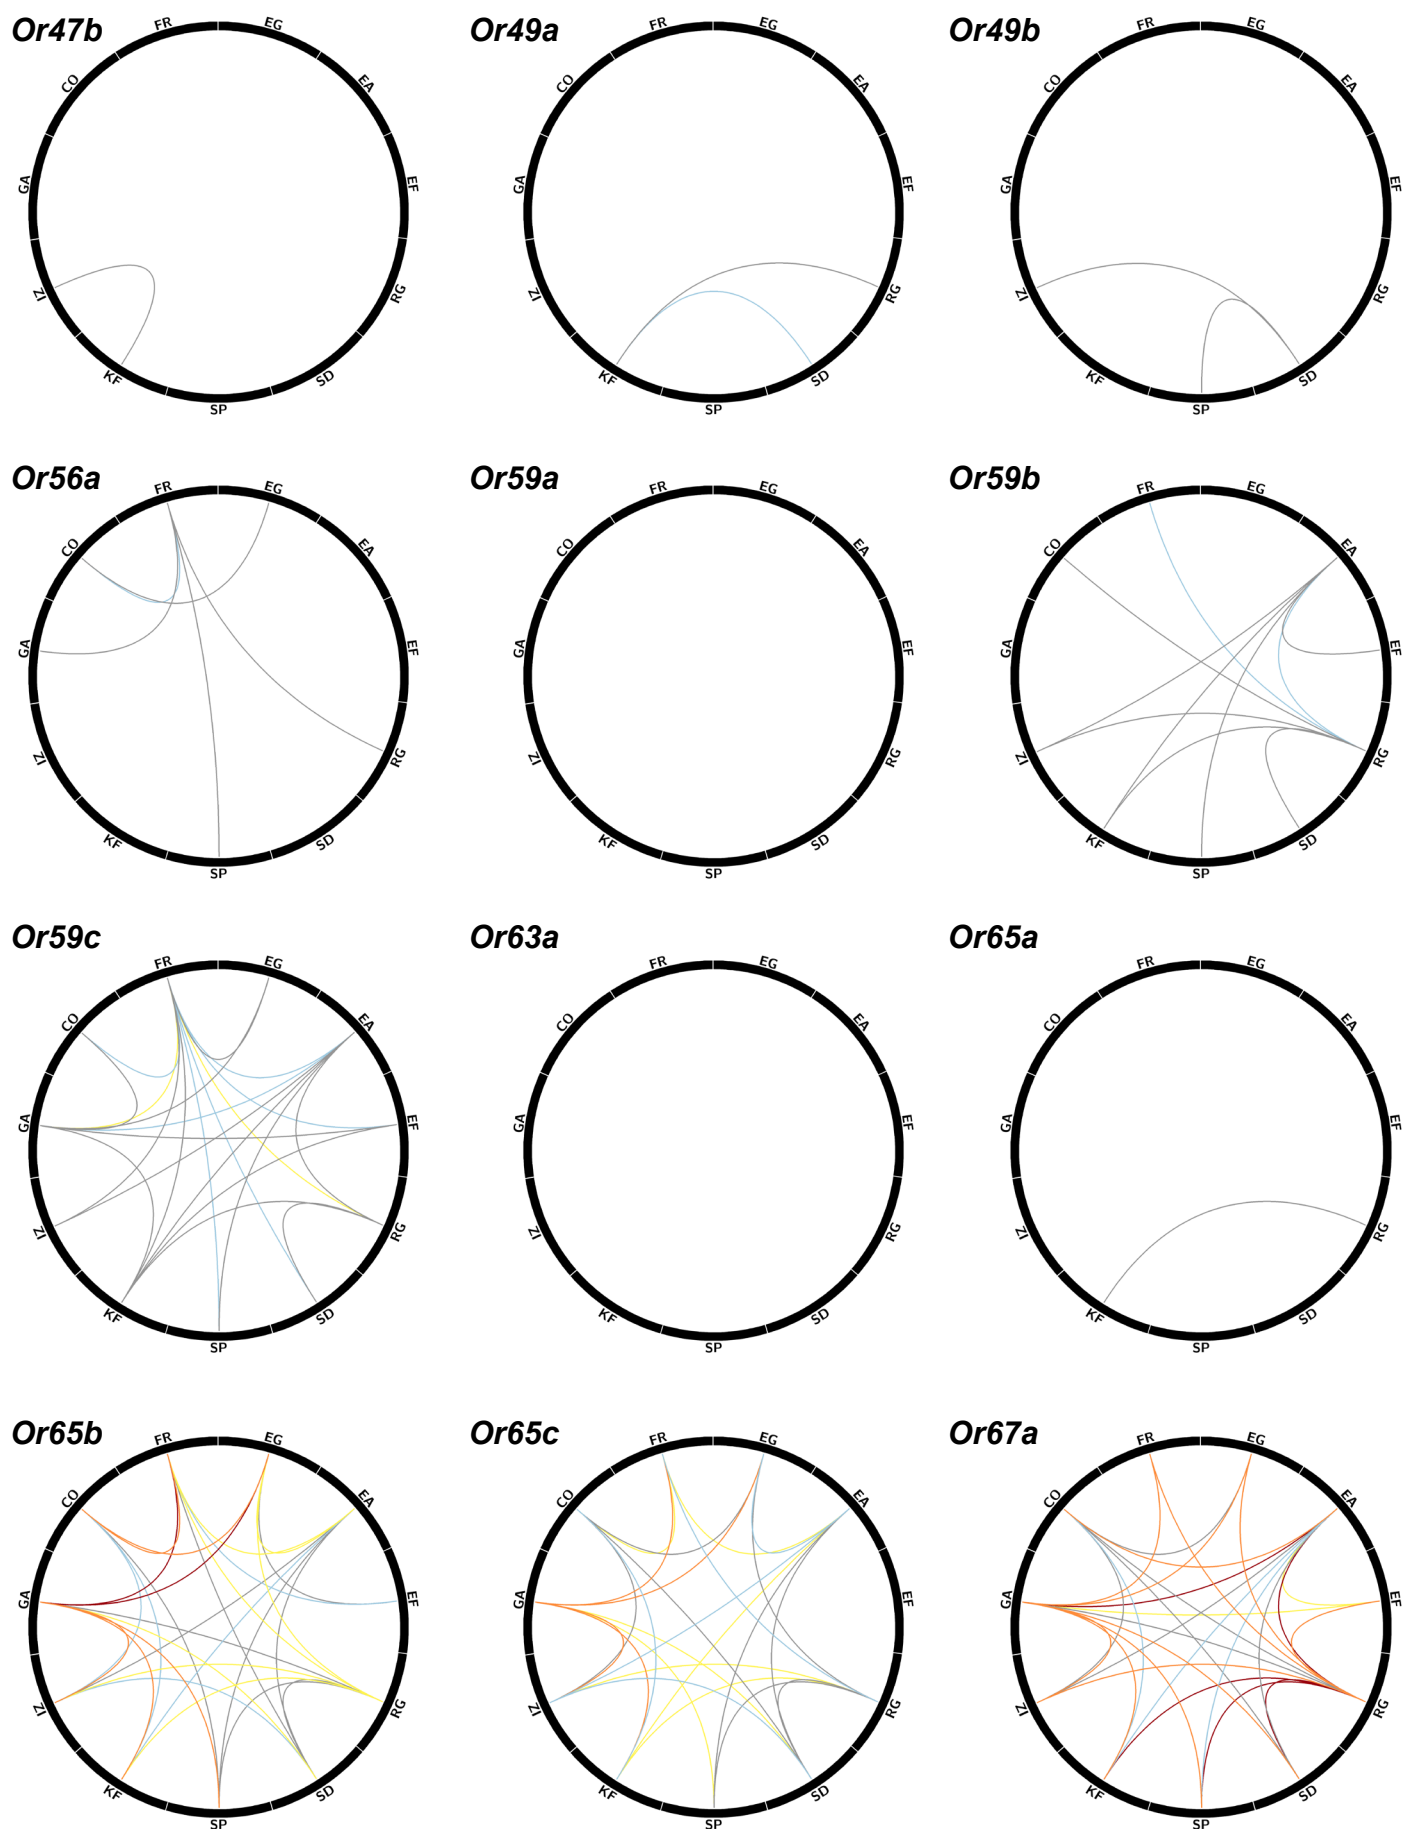 Or47b
FR
EG
EA
EF
RG
SD
SP
KF
ZI
GA
CO
Or49a
FR
EG
EA
EF
RG
SD
SP
KF
ZI
GA
CO
Or49b
FR
EG
EA
EF
RG
SD
SP
KF
ZI
GA
CO
Or56a
FR
EG
EA
EF
RG
SD
SP
KF
ZI
GA
CO
Or59a
FR
EG
EA
EF
RG
SD
SP
KF
ZI
GA
CO
Or59b
FR
EG
EA
EF
RG
SD
SP
KF
ZI
GA
CO
Or59c
FR
EG
EA
EF
RG
SD
SP
KF
ZI
GA
CO
Or63a
FR
EG
EA
EF
RG
SD
SP
KF
ZI
GA
CO
Or65a
FR
EG
EA
EF
RG
SD
SP
KF
ZI
GA
CO
Or65b
FR
EG
EA
EF
RG
SD
SP
KF
ZI
GA
CO
Or65c
FR
EG
EA
EF
RG
SD
SP
KF
ZI
GA
CO
Or67a
FR
EG
EA
EF
RG
SD
SP
KF
ZI
GA
CO